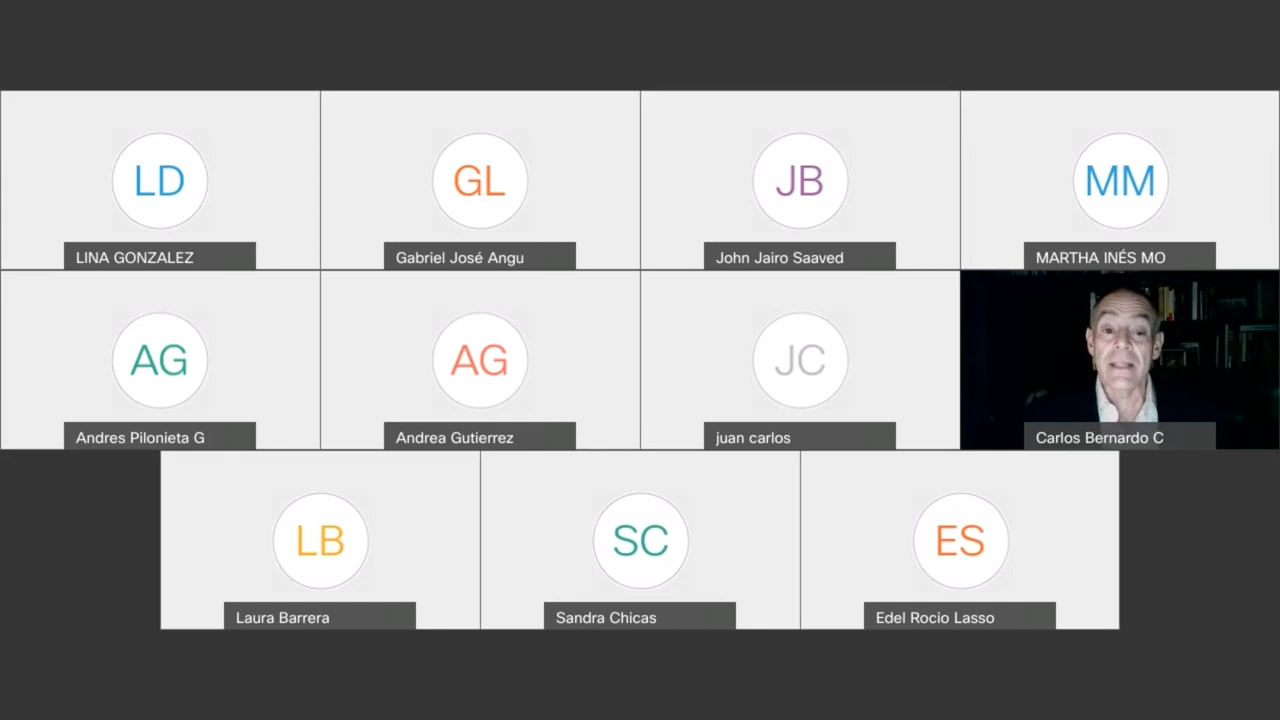 LD
LINA GONZALEZ
GL
Gabriel José Angu
JB
John Jairo Saaved
MM
MARTHA INÉS MO
AG
Andres Pilonieta G
AG
Andrea Gutierrez
JC
juan carlos
Carlos Bernardo C
LB
Laura Barrera
SC
Sandra Chicas
ES
Edel Rocio Lasso